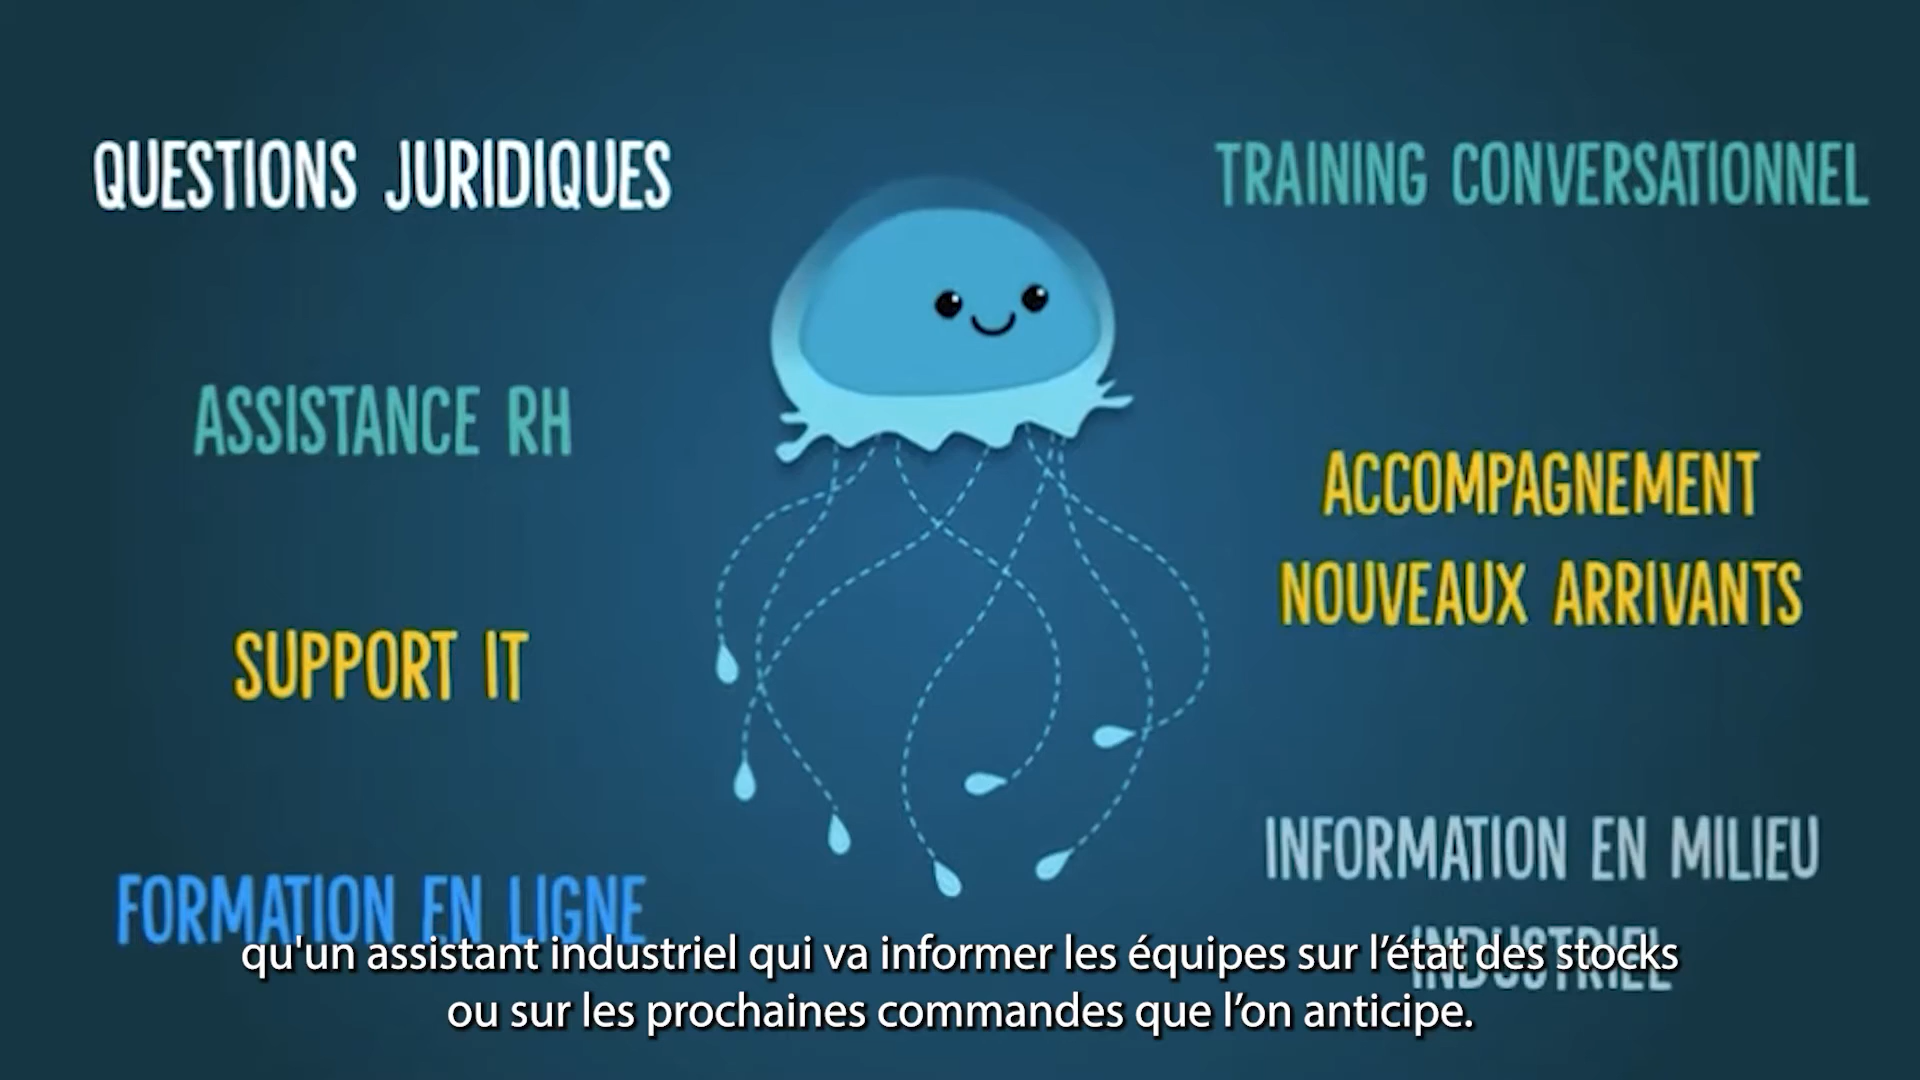 QUESTIONS JURIDIQUES
ASSISTANCE RH
SUPPORT IT
FORMATION EN LIGNE
TRAINING CONVERSATIONNEL
ACCOMPAGNEMENT
NOUVEAUX ARRIVANTS
INFORMATION EN MILIEU
INDUSTRIEL
qu'un assistant industriel qui va informer les équipes sur l’état des stocks
ou sur les prochaines commandes que l’on anticipe.